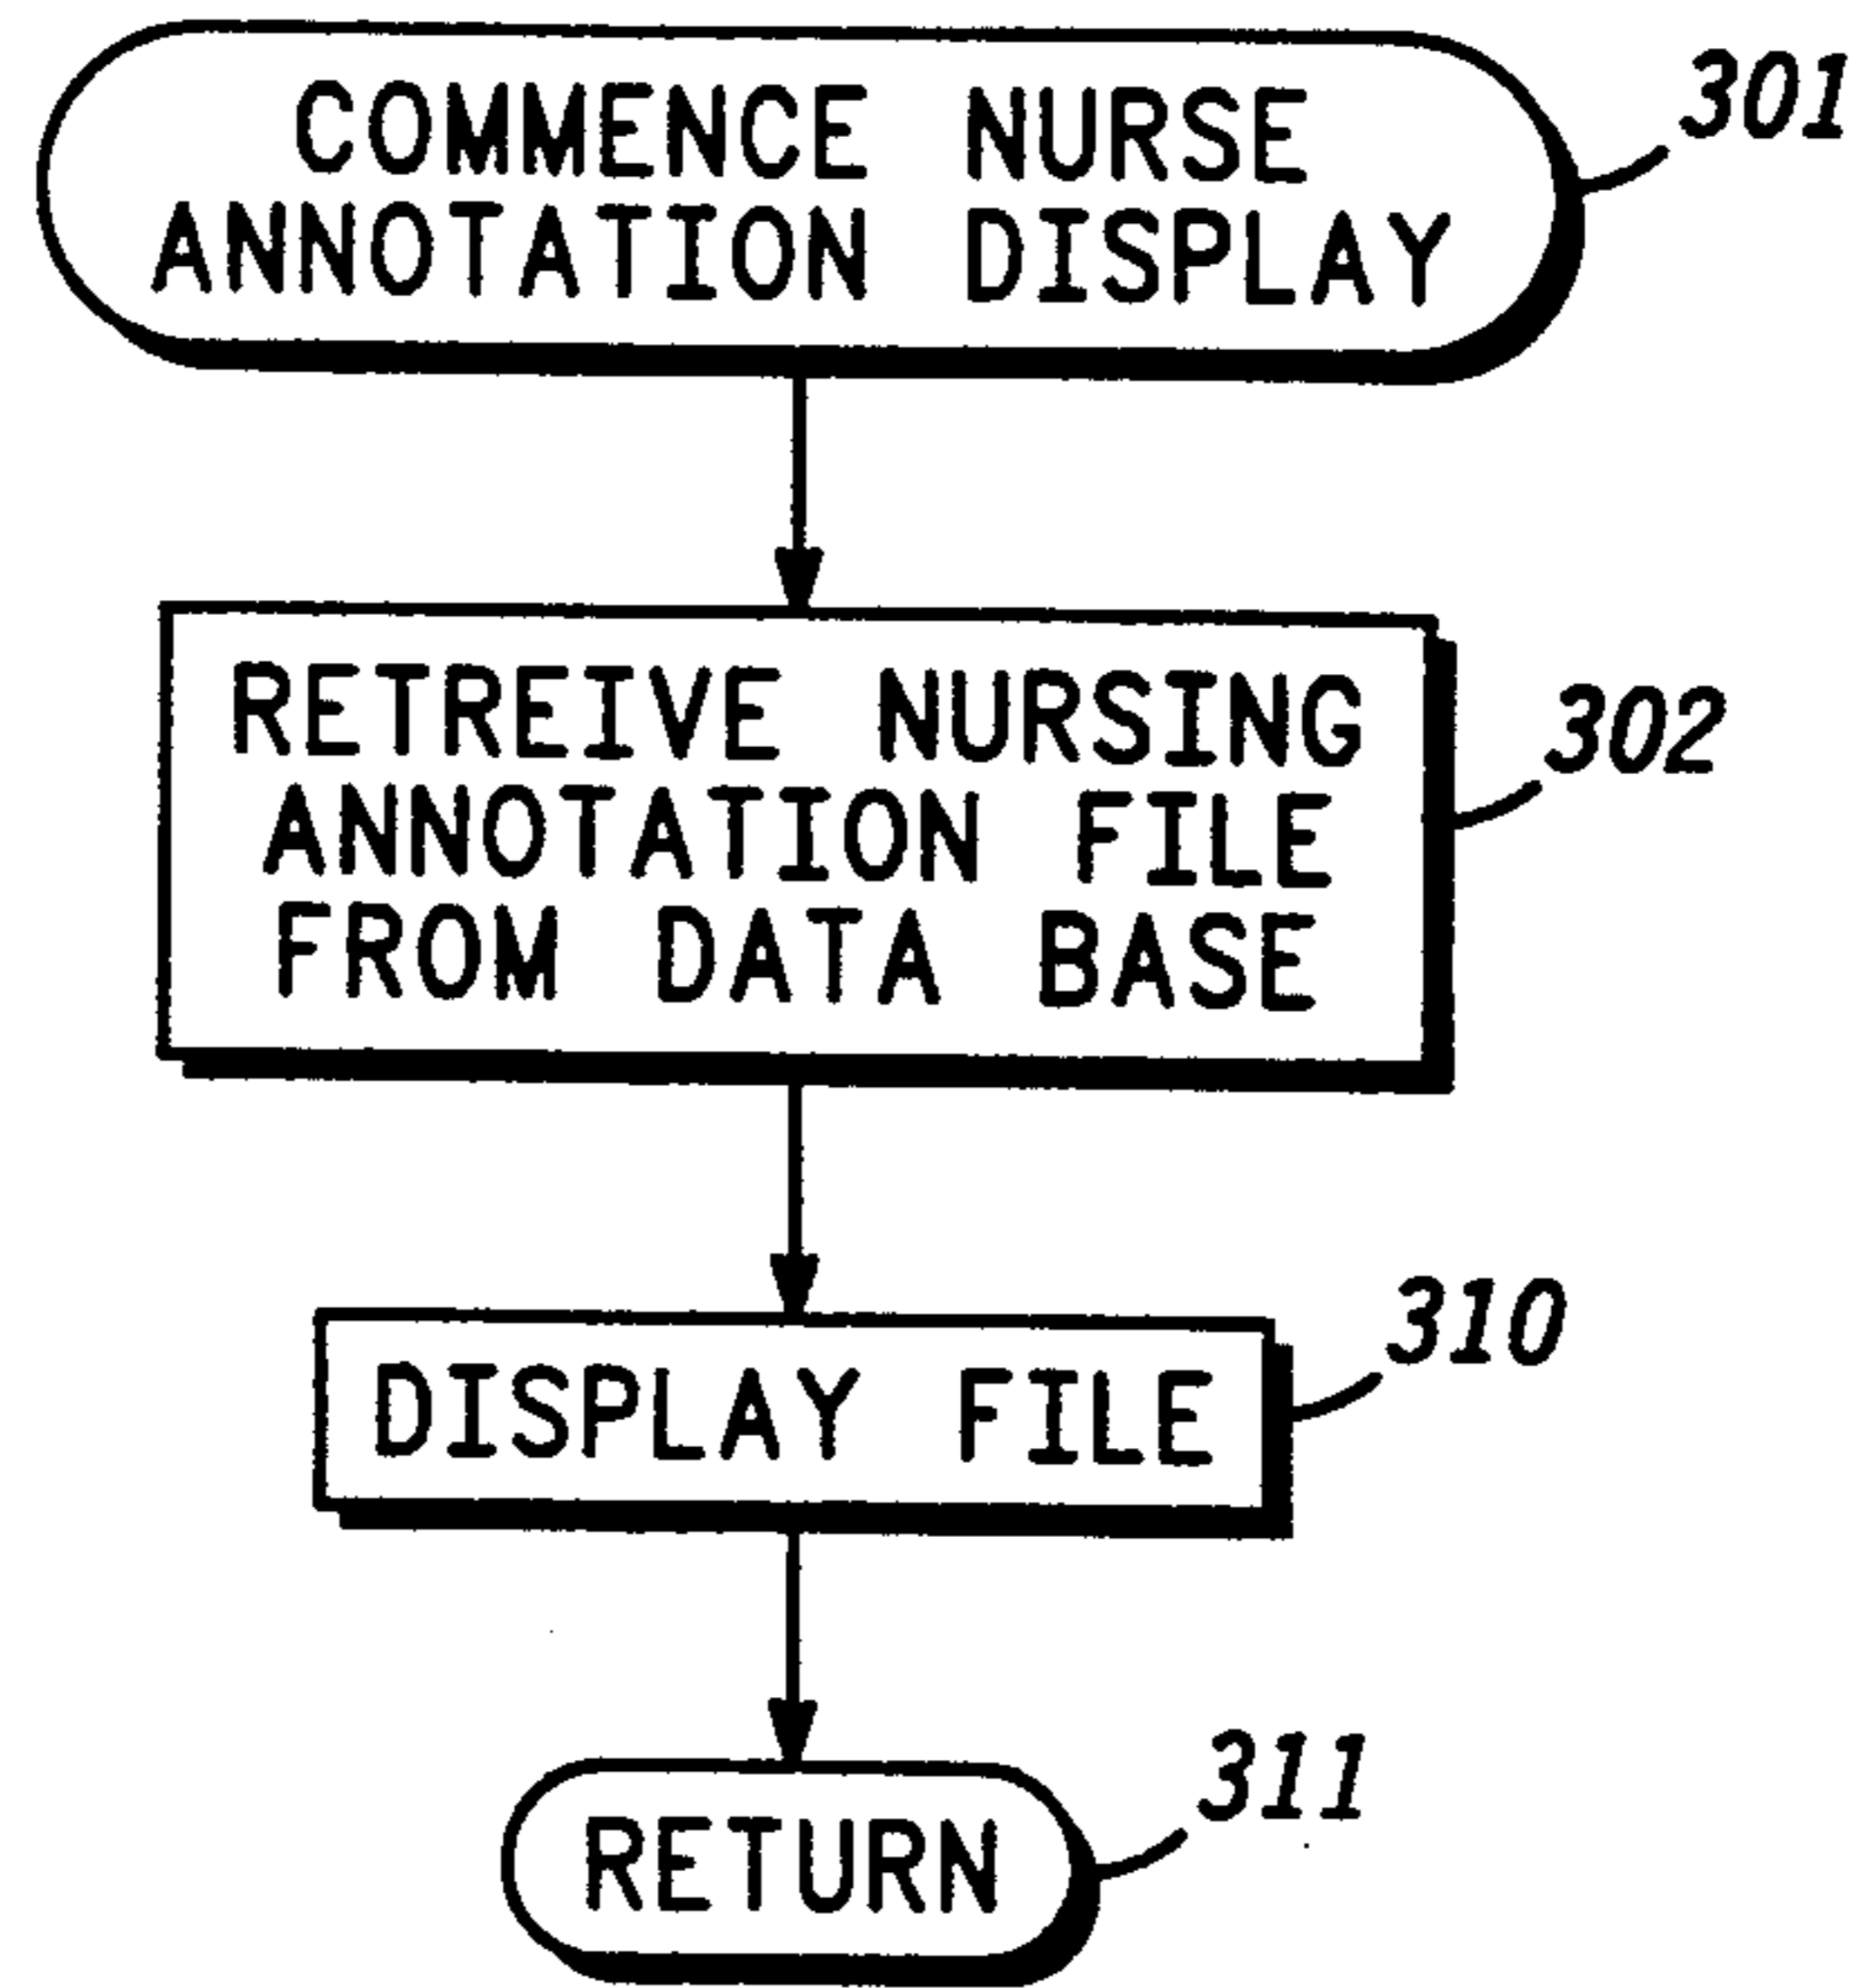 COMMENCE NURSE
ANNOTATION DISPLAY
301
RETREIVE NURSING
ANNOTATION FILE
FROM DATA BASE
302
DISPLAY FILE
310
RETURN
311